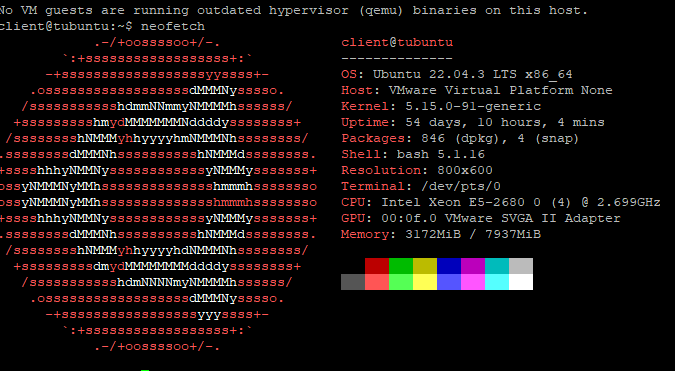 No VM guests are running outdated hypervisor (qemu) binaries on this host.
client@tubuntu:~$ neofetch
.-/+oossssoo+/-. client@tubuntu
`:+ssssssssssssssssss+:` --------------
-+ssssssssssssssssssyyssss+- OS: Ubuntu 22.04.3 LTS x86_64
.ossssssssssssssssssdMMMNysssso. Host: VMware Virtual Platform None
/ssssssssssshdmmNNmmyNMMMMhssssss/ Kernel: 5.15.0-91-generic
+sssssssssshmydMMMMMMMNddddyssssssss+ Uptime: 54 days, 10 hours, 4 mins
/sssssssshNMMMyhhyyyyhmNMMMNhssssssss/ Packages: 846 (dpkg), 4 (snap)
.ssssssssdMMMNhsssssssssshNMMMdssssssss. Shell: bash 5.1.16
+sssshhhyNMMNyssssssssssssyNMMMysssssss+ Resolution: 800x600
ossyNMMMNyMMhsssssssssssssshmmmhssssssso Terminal: /dev/pts/0
ossyNMMMNyMMhsssssssssssssshmmmhssssssso CPU: Intel Xeon E5-2680 0 (4) @ 2.699GHz
+sssshhhyNMMNyssssssssssssyNMMMysssssss+ GPU: 00:0f.0 VMware SVGA II Adapter
.ssssssssdMMMNhsssssssssshNMMMdssssssss. Memory: 3172MiB / 7937MiB
/sssssssshNMMMyhhyyyyhdNMMMNhssssssss/
+sssssssssdmydMMMMMMMMddddyssssssss+
/ssssssssssshdmNNNNmyNMMMMhssssss/
.ossssssssssssssssssdMMMNysssso.
-+sssssssssssssssssyyyssss+-
`:+ssssssssssssssssss+:`
.-/+oossssoo+/-.